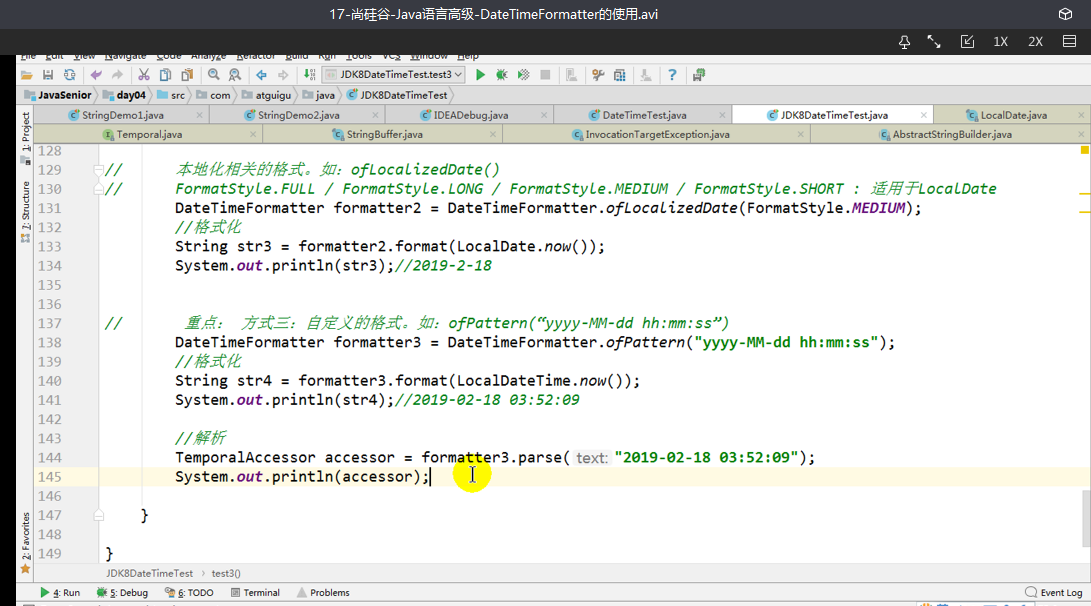 17-尚硅谷-Java语言高级-DateTimeFormatter的使用.avi
1X 2X
File Edit View Navigate Code Analyze Refactor Build Run Tools VCS Window Help
JDK8DateTimeTest.test3
JavaSenior day04 src com atguigu java JDK8DateTimeTest
StringDemo1.java StringDemo2.java IDEADebug.java DateTimeTest.java JDK8DateTimeTest.java LocalDate.java
Temporal.java StringBuffer.java InvocationTargetException.java AbstractStringBuilder.java
1: Project
7: Structure
2: Favorites
128
129 // 本地化相关的格式。如：ofLocalizedDate()
130 // FormatStyle.FULL / FormatStyle.LONG / FormatStyle.MEDIUM / FormatStyle.SHORT : 适用于LocalDate
131 DateTimeFormatter formatter2 = DateTimeFormatter.ofLocalizedDate(FormatStyle.MEDIUM);
132 //格式化
133 String str3 = formatter2.format(LocalDate.now());
134 System.out.println(str3);//2019-2-18
135
136
137 // 重点： 方式三：自定义的格式。如：ofPattern(“yyyy-MM-dd hh:mm:ss”)
138 DateTimeFormatter formatter3 = DateTimeFormatter.ofPattern("yyyy-MM-dd hh:mm:ss");
139 //格式化
140 String str4 = formatter3.format(LocalDateTime.now());
141 System.out.println(str4);//2019-02-18 03:52:09
142
143 //解析
144 TemporalAccessor accessor = formatter3.parse( text: "2019-02-18 03:52:09");
145 System.out.println(accessor);
146
147 }
148
149 }
JDK8DateTimeTest › test3()
4: Run 5: Debug 6: TODO Terminal Problems Event Log